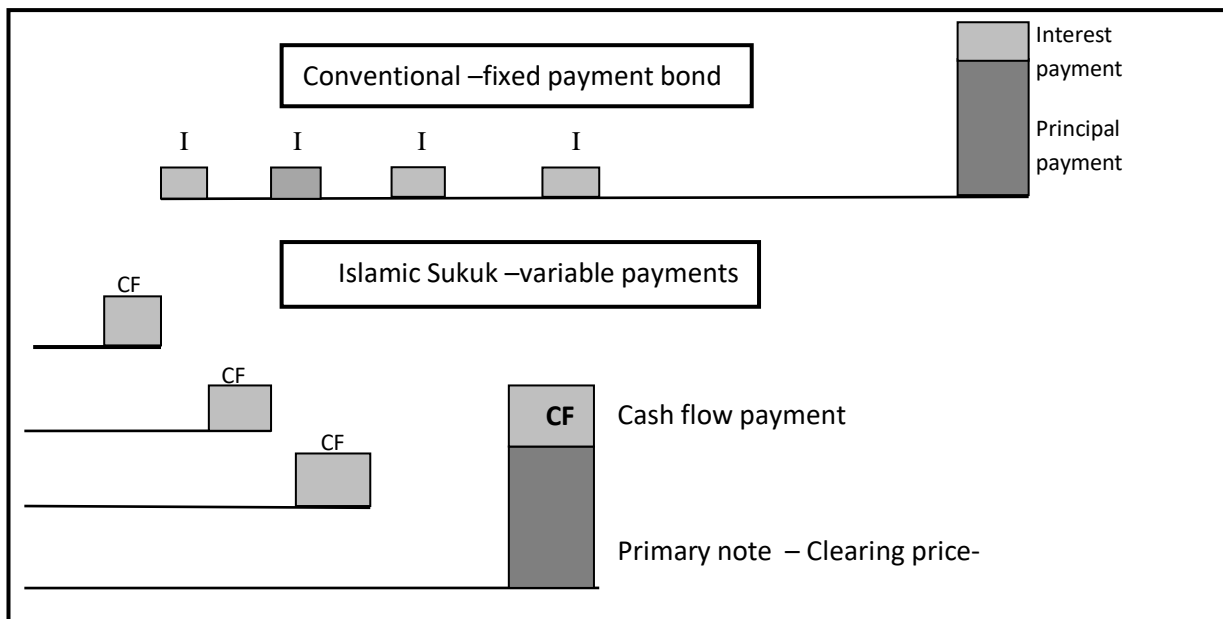 Interest
payment
Conventional –fixed payment bond
I I I I
Principal
payment
Islamic Sukuk –variable payments
CF
CF
CF
CF Cash flow payment
Primary note – Clearing price-